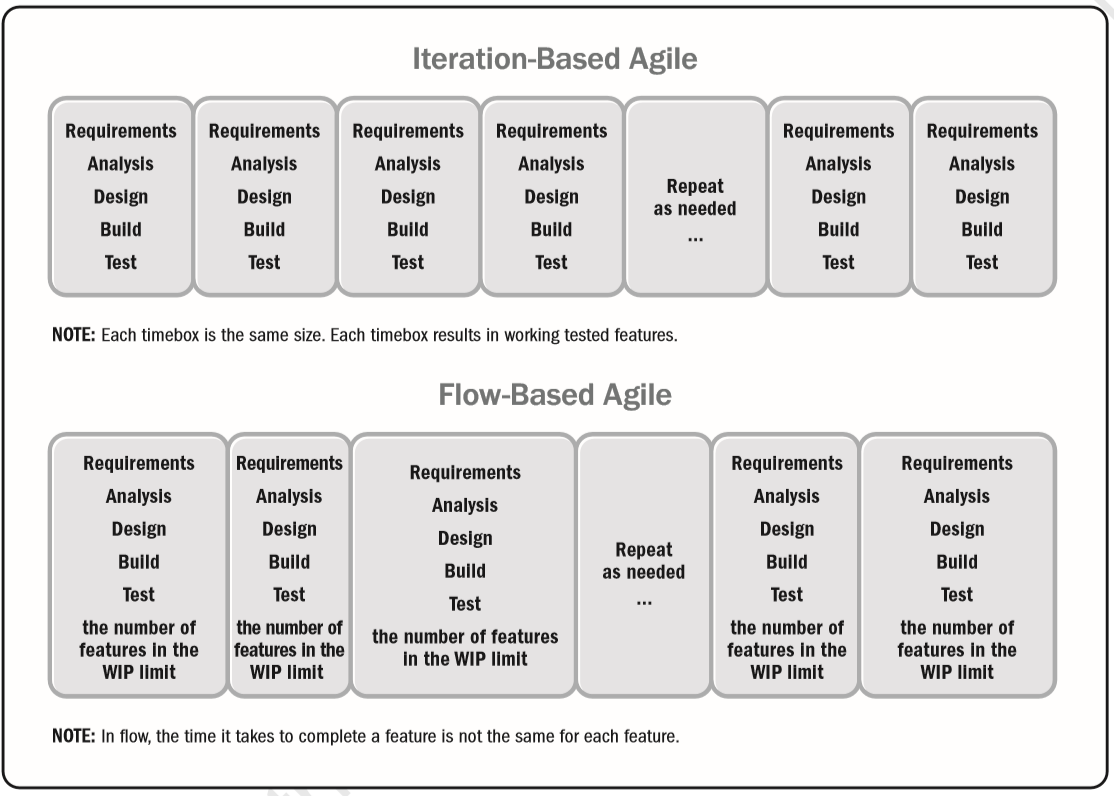 Iteration-Based Agile
Requirements
Analysis
Design
Build
Test
Requirements
Analysis
Design
Build
Test
Requirements
Analysis
Design
Build
Test
Requirements
Analysis
Design
Build
Test
Repeat
as needed
...
Requirements
Analysis
Design
Build
Test
Requirements
Analysis
Design
Build
Test
NOTE: Each timebox is the same size. Each timebox results in working tested features.
Flow-Based Agile
Requirements
Analysis
Design
Build
Test
the number of
features in the
WIP limit
Requirements
Analysis
Design
Build
Test
the number of
features in the
WIP limit
Requirements
Analysis
Design
Build
Test
the number of features
in the WIP limit
Repeat
as needed
...
Requirements
Analysis
Design
Build
Test
the number of
features in the
WIP limit
Requirements
Analysis
Design
Build
Test
the number of
features in the
WIP limit
NOTE: In flow, the time it takes to complete a feature is not the same for each feature.